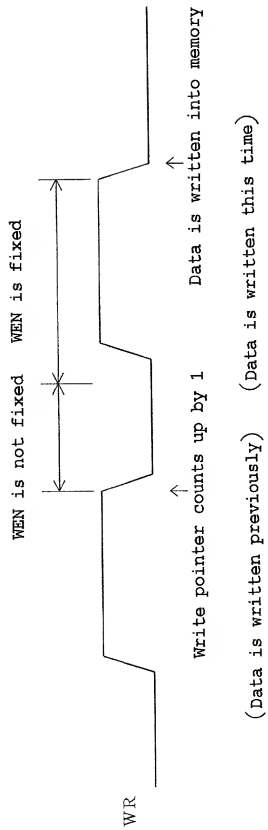 WEN is not fixed
WEN is fixed
WR
Write pointer counts up by 1
Data is written into memory
(Data is written previously)
(Data is written this time)